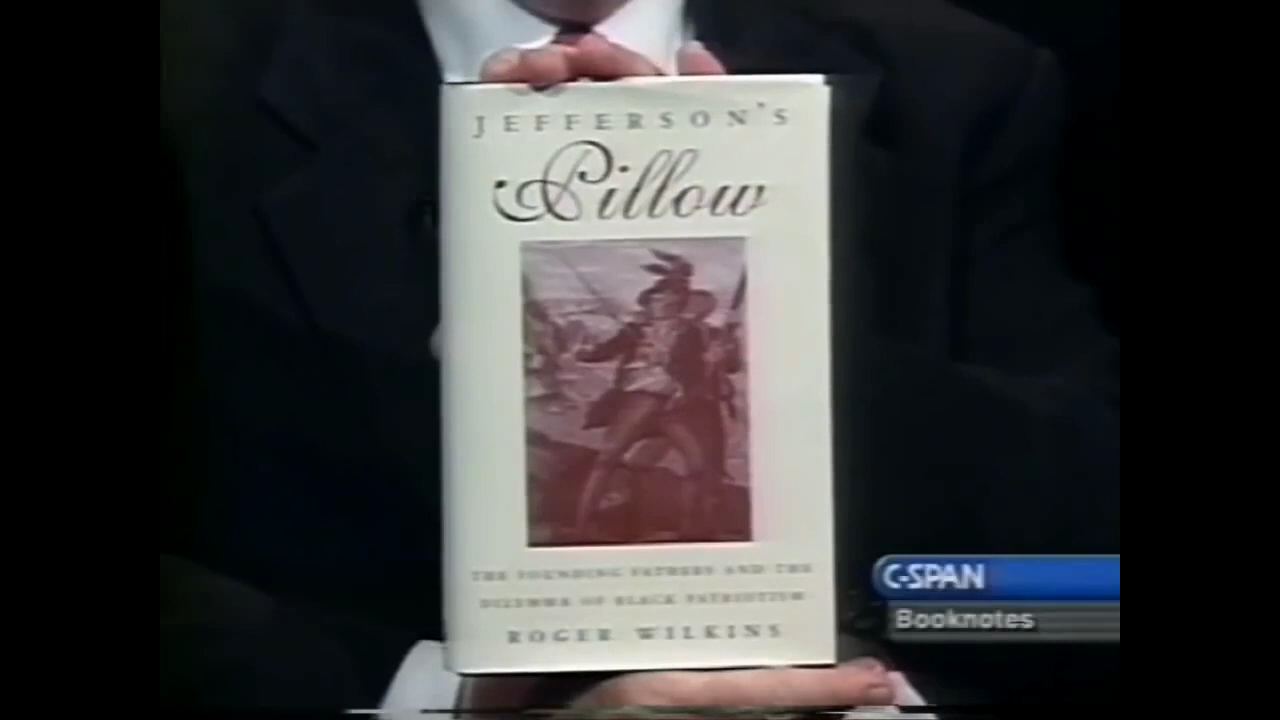 JEFFERSON'S
Pillow
THE FOUNDING FATHERS AND THE
DILEMMA OF BLACK PATRIOTISM
ROGER WILKINS
C-SPAN
Booknotes